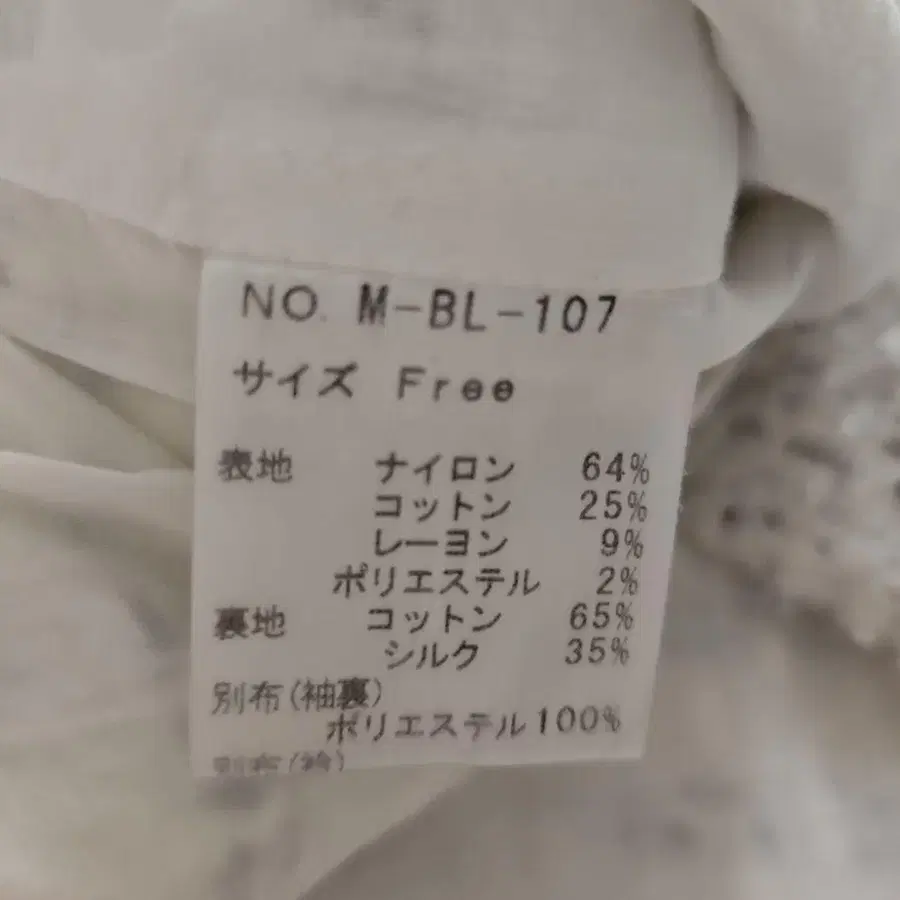 NO. M-BL-107
サイズ Free
表地 ナイロン 64%
コットン 25%
レーヨン 9%
ポリエステル 2%
裏地 コットン 65%
シルク 35%
別布(袖裏)
ポリエステル100%
別布